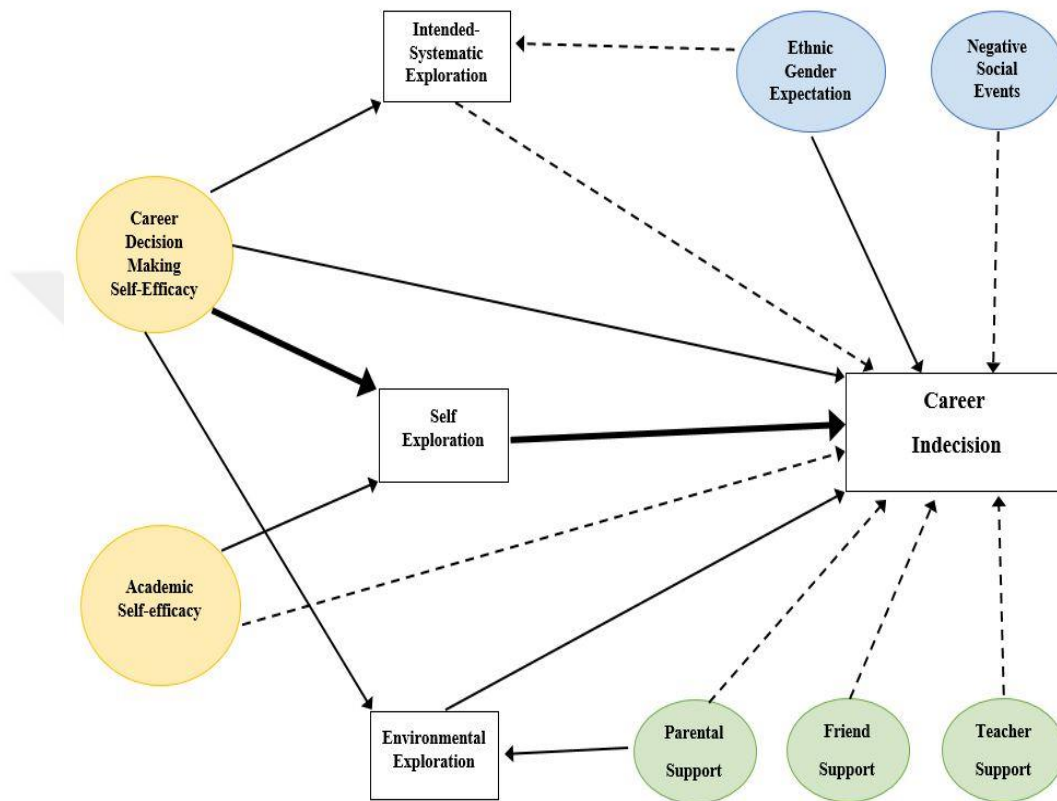 Intended-
Systematic
Exploration
Ethnic
Gender
Expectation
Negative
Social
Events
Career
Decision
Making
Self-Efficacy
Self
Exploration
Career
Indecision
Academic
Self-efficacy
Environmental
Exploration
Parental
Support
Friend
Support
Teacher
Support